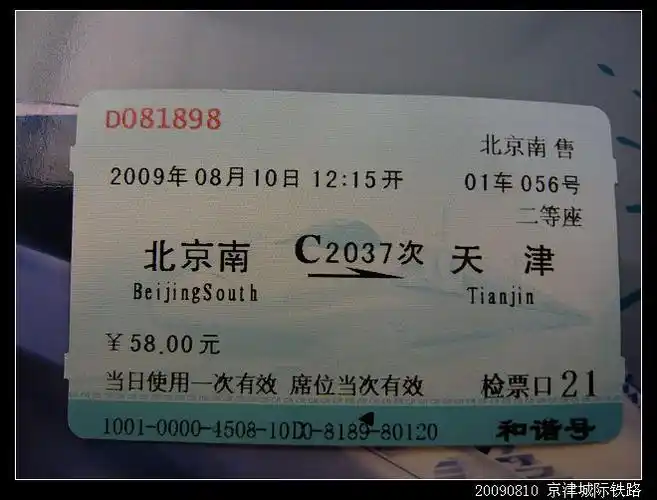 D081898
北京南 售
2009年08月10日 12:15开
01车 056号
二等座
北京南 C2037次 天 津
BeijingSouth Tianjin
¥58.00元
当日使用一次有效 席位当次有效 检票口21
1001-0000-4508-10D0-8189-80120 和谐号
20090810 京津城际铁路